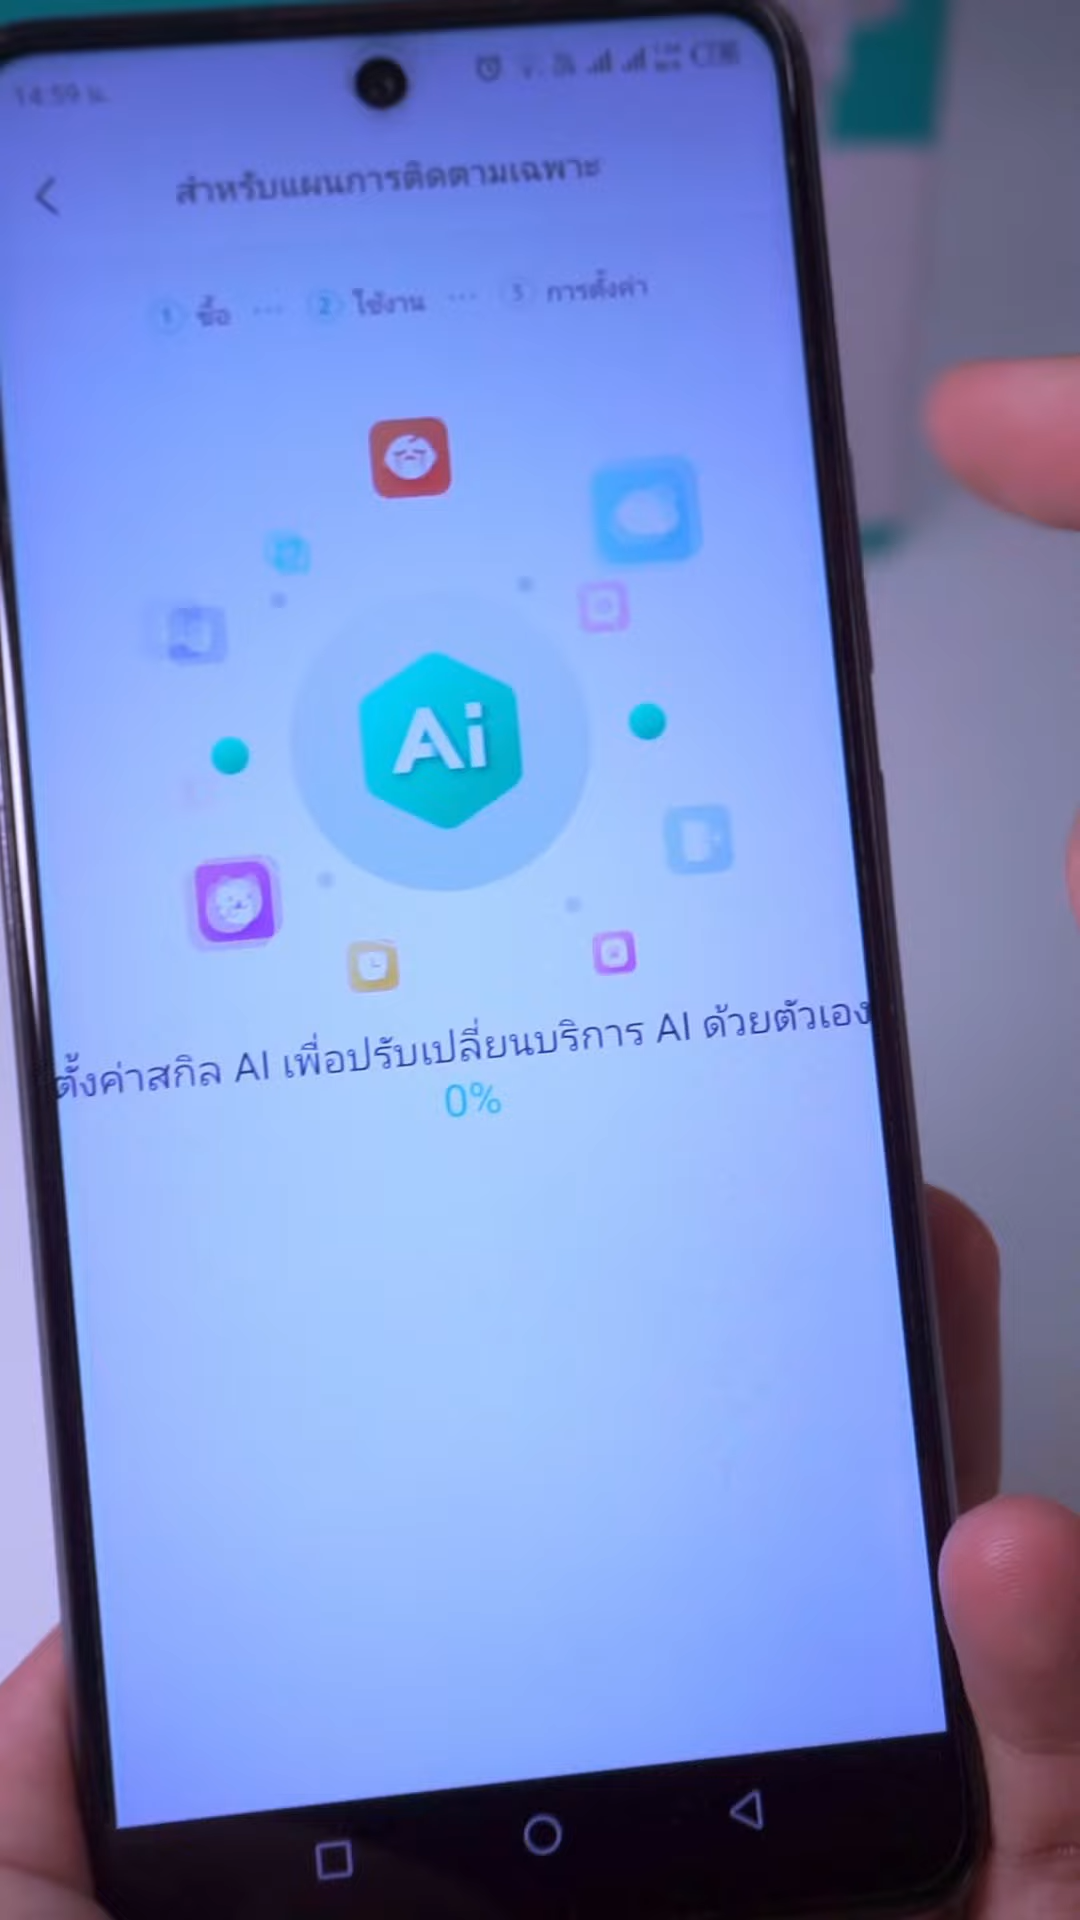 14:59 น.
สำหรับแผนการติดตามเฉพาะ
1 ซื้อ ... 2 ใช้งาน ... 3 การตั้งค่า
Ai
ตั้งค่าสกิล AI เพื่อปรับเปลี่ยนบริการ AI ด้วยตัวเอง
0%